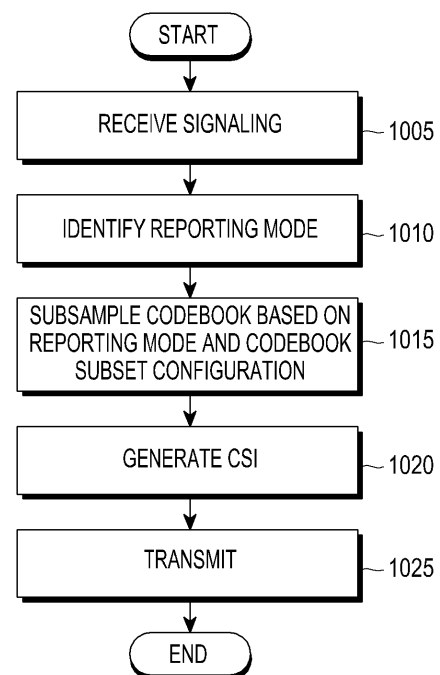 START
RECEIVE SIGNALING
1005
IDENTIFY REPORTING MODE
1010
SUBSAMPLE CODEBOOK BASED ON
REPORTING MODE AND CODEBOOK
SUBSET CONFIGURATION
1015
GENERATE CSI
1020
TRANSMIT
1025
END